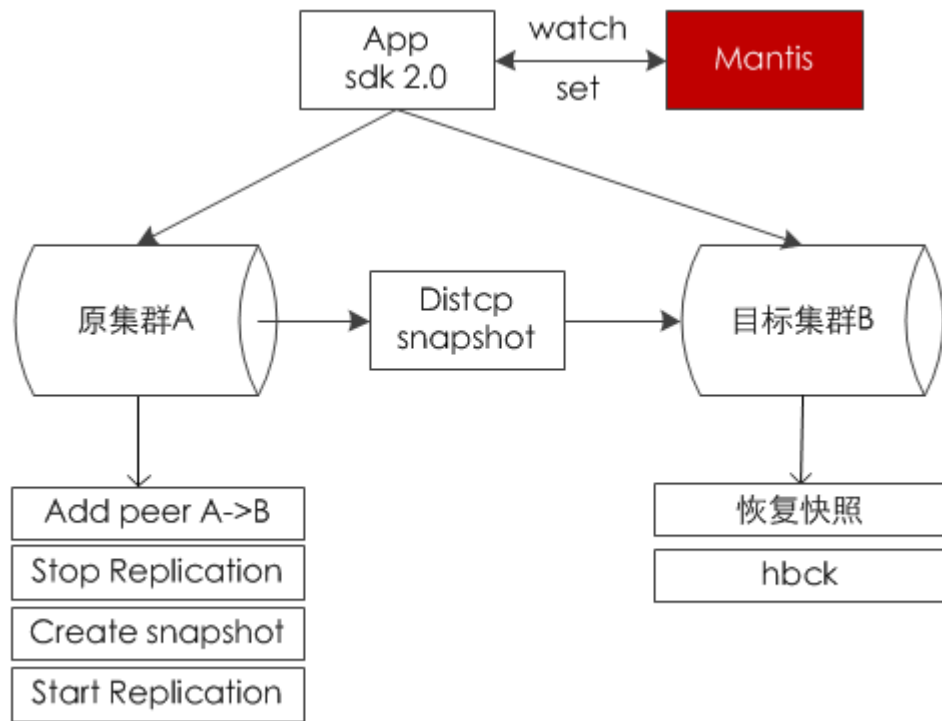 App
sdk 2.0
watch
set
Mantis
原集群A
Distcp
snapshot
目标集群B
Add peer A->B
Stop Replication
Create snapshot
Start Replication
恢复快照
hbck